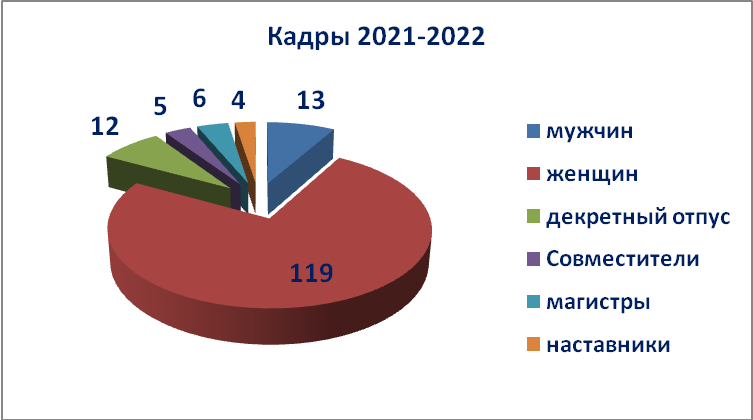 Кадры 2021-2022
13
4
6
5
12
119
мужчин
женщин
декретный отпус
Совместители
магистры
наставники